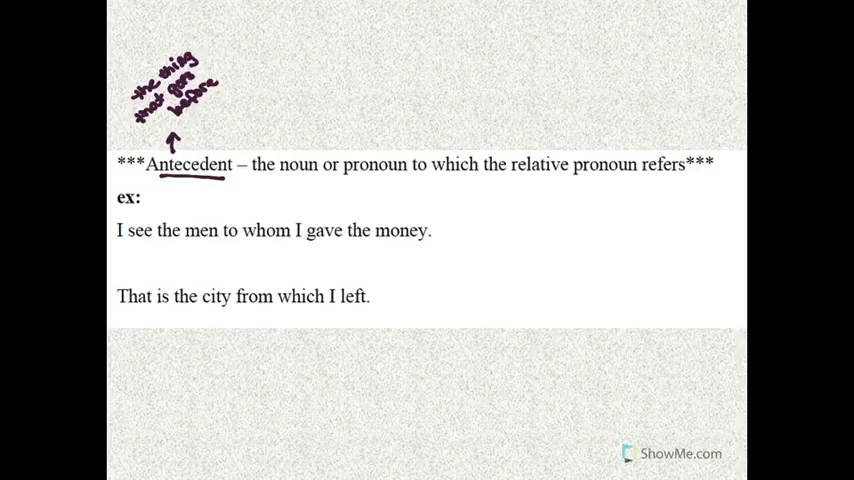 the thing
that goes
before
***Antecedent – the noun or pronoun to which the relative pronoun refers***
ex:
I see the men to whom I gave the money.
That is the city from which I left.
ShowMe.com